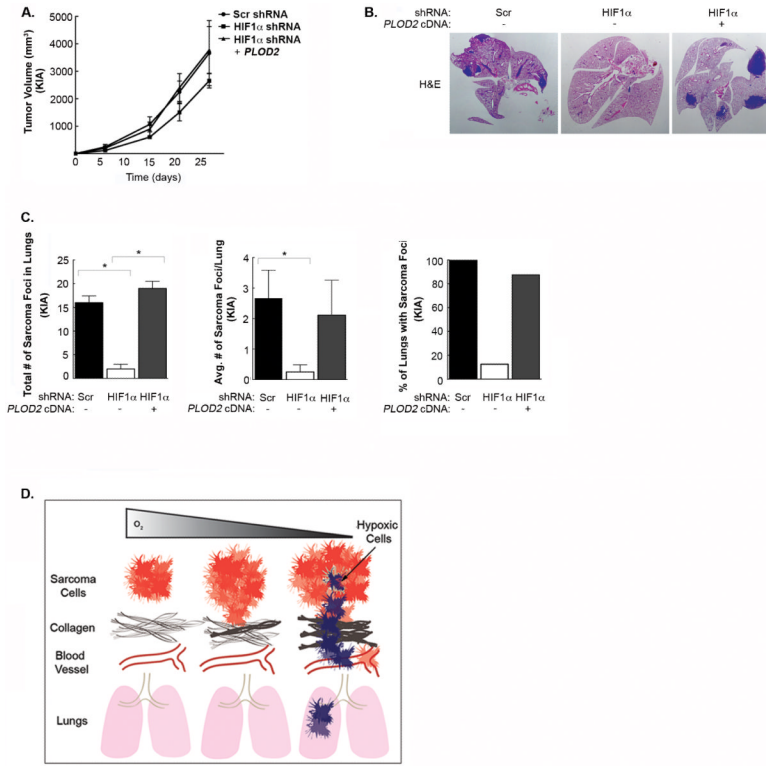 A.
Scr shRNA
HIF1α shRNA
HIF1α shRNA
+ PLOD2
Tumor Volume (mm³)
(KIA)
5000
4000
3000
2000
1000
0 5 10 15 20 25
Time (days)
B.
shRNA: Scr HIF1α HIF1α
PLOD2 cDNA: - - +
H&E
C.
Total # of Sarcoma Foci in Lungs
(KIA)
25
20
15
10
5
0
* *
shRNA: Scr HIF1α HIF1α
PLOD2 cDNA: - - +
Avg. # of Sarcoma Foci/Lung
(KIA)
4
3
2
1
0
*
shRNA: Scr HIF1α HIF1α
PLOD2 cDNA: - - +
% of Lungs with Sarcoma Foci
(KIA)
100
80
60
40
20
0
shRNA: Scr HIF1α HIF1α
PLOD2 cDNA: - - +
D.
O₂
Hypoxic
Cells
Sarcoma
Cells
Collagen
Blood
Vessel
Lungs